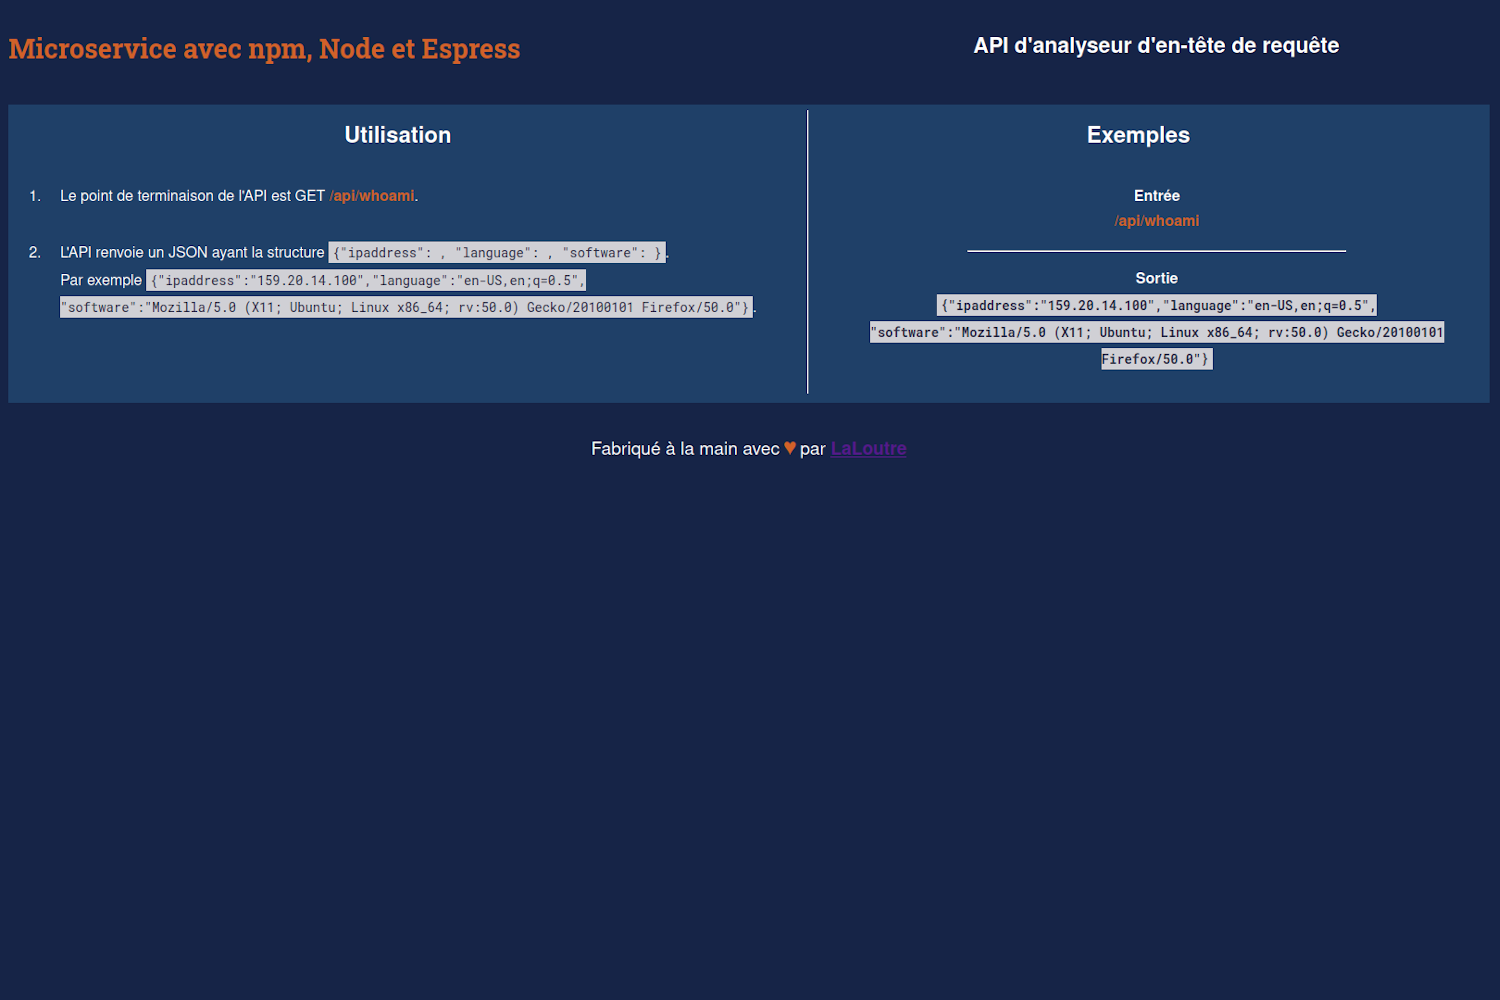 Microservice avec npm, Node et Espress
API d'analyseur d'en-tête de requête
Utilisation
1. Le point de terminaison de l'API est GET /api/whoami.
2. L'API renvoie un JSON ayant la structure {"ipaddress": , "language": , "software": }.
Par exemple {"ipaddress":"159.20.14.100","language":"en-US,en;q=0.5",
"software":"Mozilla/5.0 (X11; Ubuntu; Linux x86_64; rv:50.0) Gecko/20100101 Firefox/50.0"}.
Exemples
Entrée
/api/whoami
Sortie
{"ipaddress":"159.20.14.100","language":"en-US,en;q=0.5",
"software":"Mozilla/5.0 (X11; Ubuntu; Linux x86_64; rv:50.0) Gecko/20100101
Firefox/50.0"}
Fabriqué à la main avec ♥ par LaLoutre